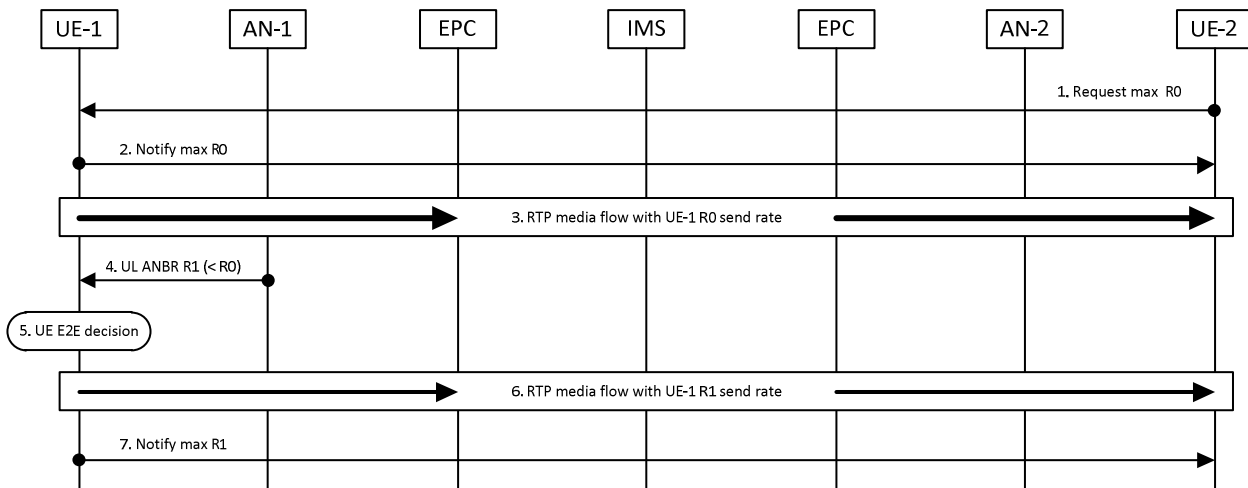 UE-1 AN-1 EPC IMS EPC AN-2 UE-2
1. Request max R0
2. Notify max R0
3. RTP media flow with UE-1 R0 send rate
4. UL ANBR R1 (< R0)
5. UE E2E decision
6. RTP media flow with UE-1 R1 send rate
7. Notify max R1